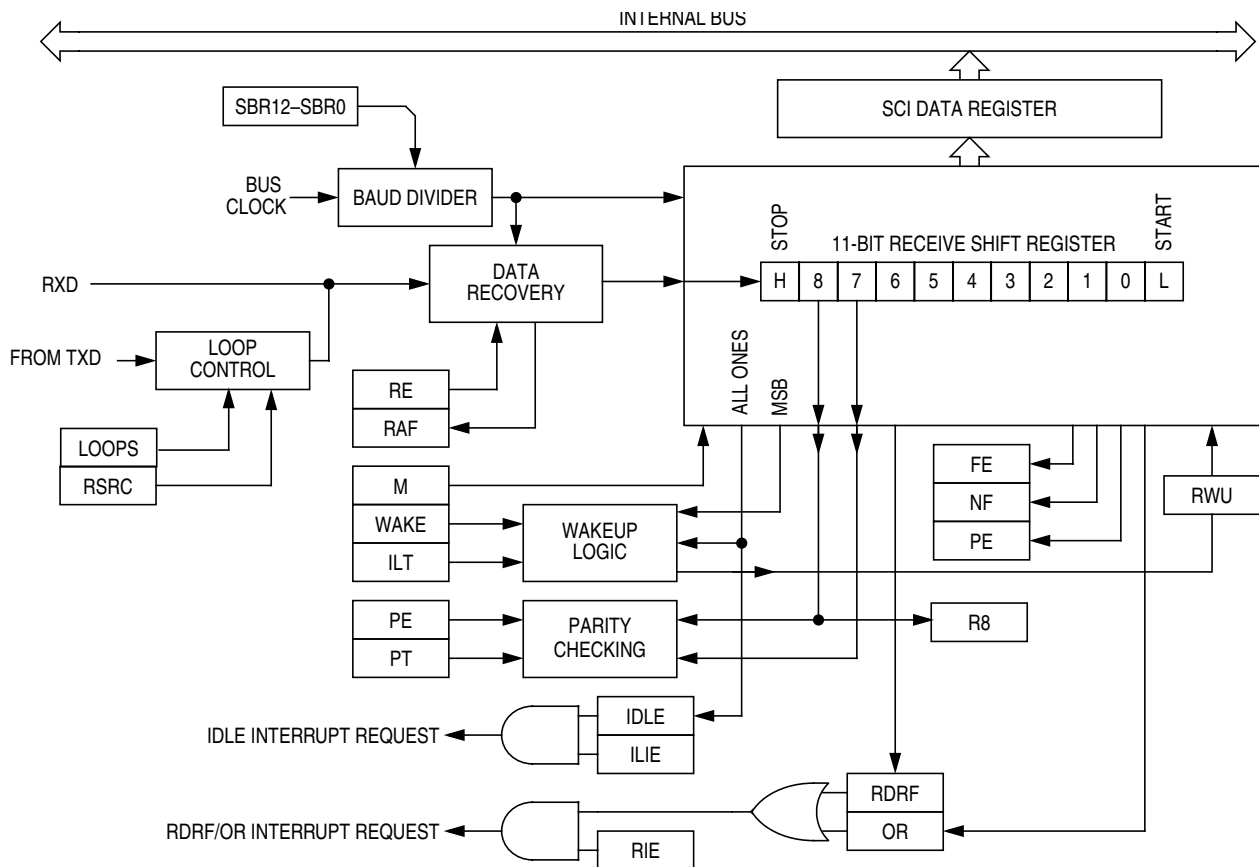 INTERNAL BUS
SBR12–SBR0
SCI DATA REGISTER
BUS
CLOCK
BAUD DIVIDER
STOP
11-BIT RECEIVE SHIFT REGISTER
START
RXD
DATA
RECOVERY
H 8 7 6 5 4 3 2 1 0 L
FROM TXD
LOOP
CONTROL
ALL ONES
MSB
RE
RAF
LOOPS
RSRC
M
WAKE
ILT
WAKEUP
LOGIC
FE
NF
PE
RWU
PE
PT
PARITY
CHECKING
R8
IDLE INTERRUPT REQUEST
IDLE
ILIE
RDRF/OR INTERRUPT REQUEST
RDRF
OR
RIE